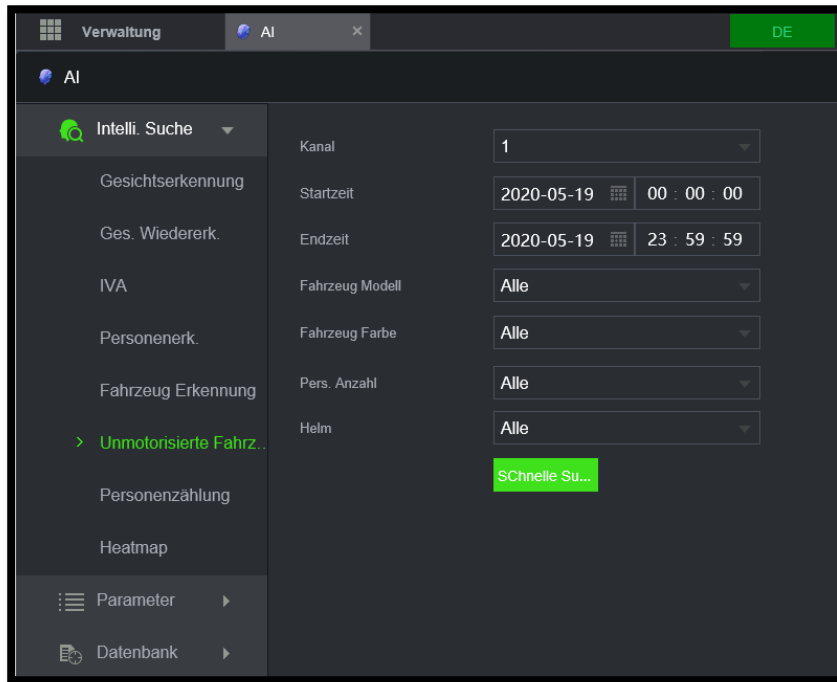 Verwaltung AI × DE
AI
Intelli. Suche
Gesichtserkennung
Ges. Wiedererk.
IVA
Personenerk.
Fahrzeug Erkennung
> Unmotorisierte Fahrz..
Personenzählung
Heatmap
Parameter
Datenbank
Kanal 1
Startzeit 2020-05-19 00 : 00 : 00
Endzeit 2020-05-19 23 : 59 : 59
Fahrzeug Modell Alle
Fahrzeug Farbe Alle
Pers. Anzahl Alle
Helm Alle
SChnelle Su...